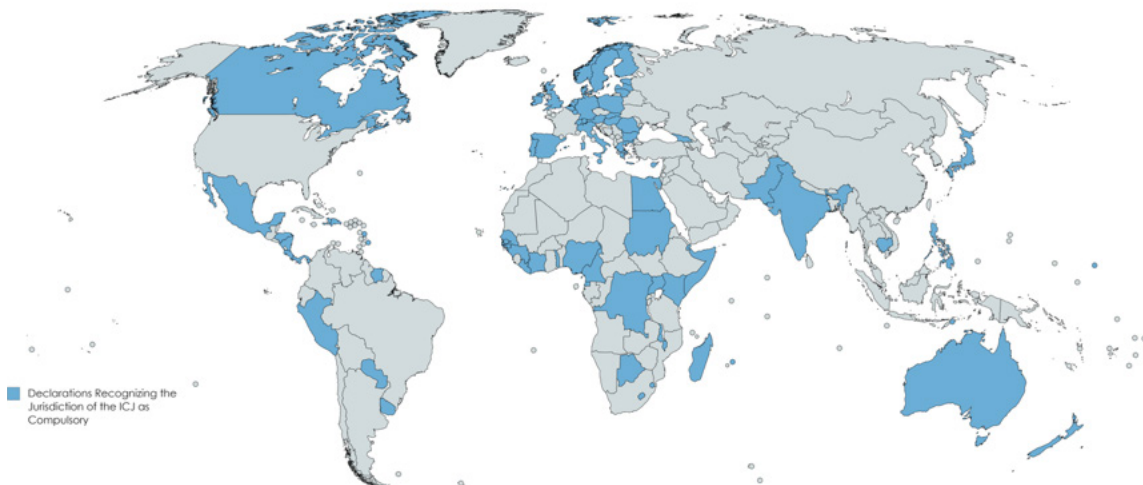 Declarations Recognizing the
Jurisdiction of the ICJ as
Compulsory